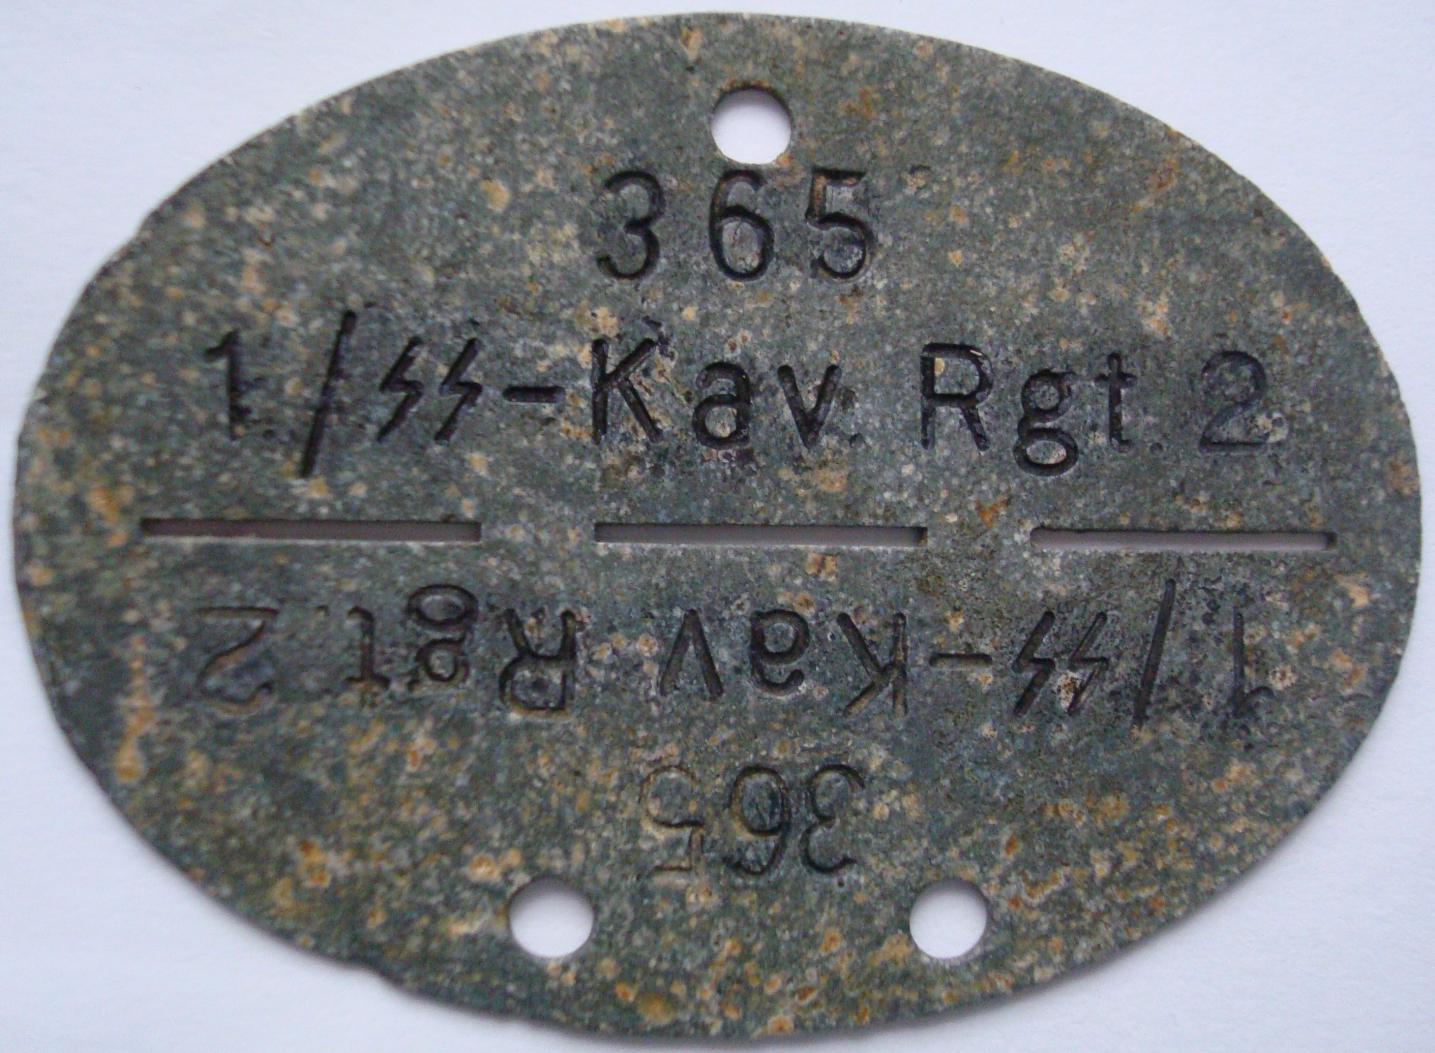 365
1./ᛋᛋ-Kav. Rgt. 2
1/ᛋᛋ-Kav Rgt. 2
365